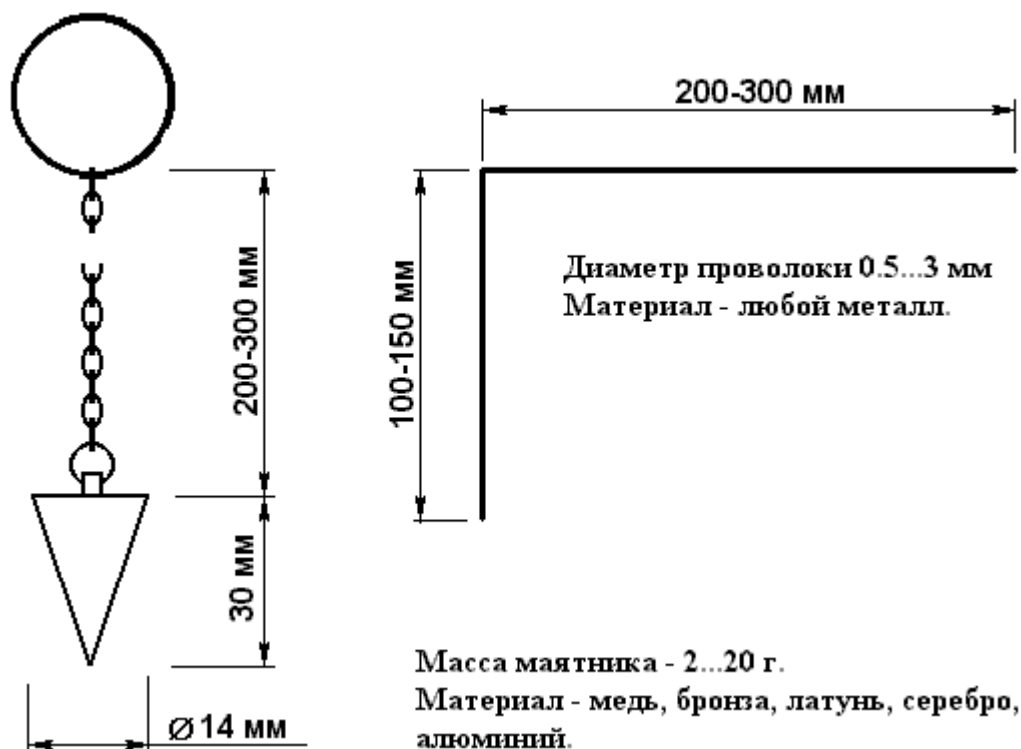 200-300 мм
200-300 мм
100-150 мм
Диаметр проволоки 0.5...3 мм
Материал - любой металл.
30 мм
Ø 14 мм
Масса маятника - 2...20 г.
Материал - медь, бронза, латунь, серебро,
алюминий.